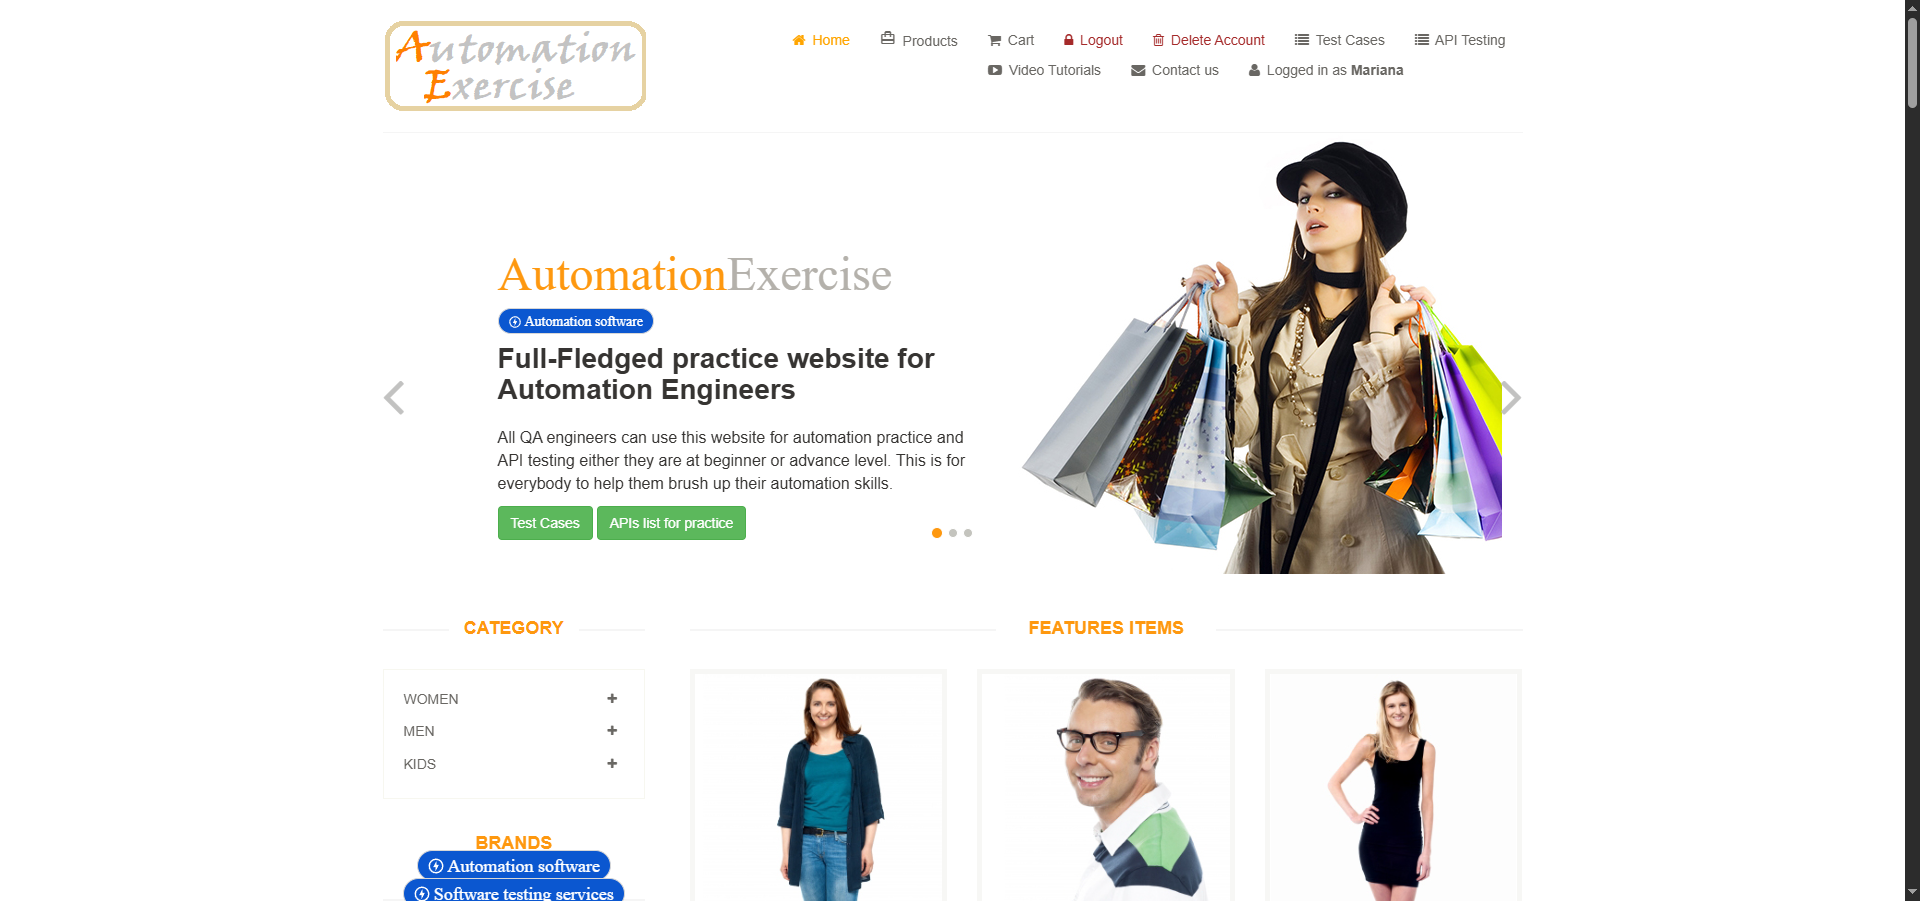 Automation
Exercise
Home Products Cart Logout Delete Account Test Cases API Testing
Video Tutorials Contact us Logged in as Mariana
AutomationExercise
Automation software
Full-Fledged practice website for
Automation Engineers
All QA engineers can use this website for automation practice and
API testing either they are at beginner or advance level. This is for
everybody to help them brush up their automation skills.
Test Cases APIs list for practice
CATEGORY
WOMEN
MEN
KIDS
BRANDS
Automation software
Software testing services
FEATURES ITEMS